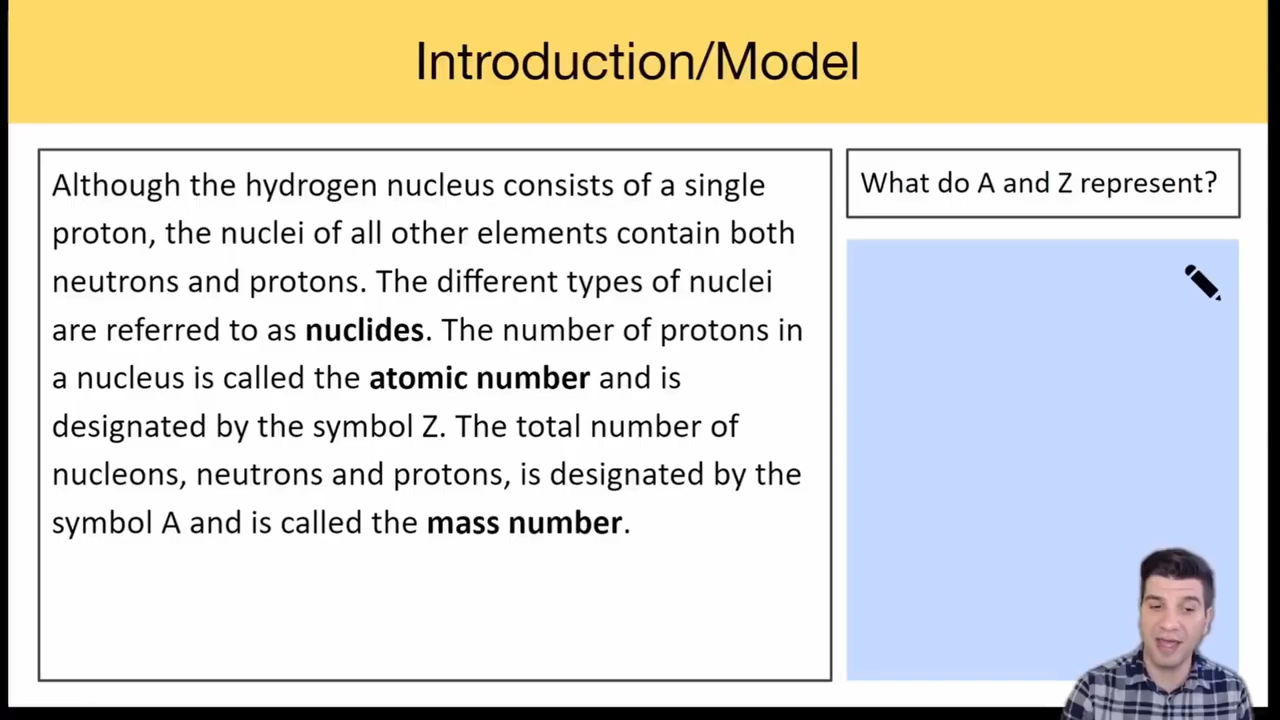 Introduction/Model
Although the hydrogen nucleus consists of a single
proton, the nuclei of all other elements contain both
neutrons and protons. The different types of nuclei
are referred to as nuclides. The number of protons in
a nucleus is called the atomic number and is
designated by the symbol Z. The total number of
nucleons, neutrons and protons, is designated by the
symbol A and is called the mass number.
What do A and Z represent?